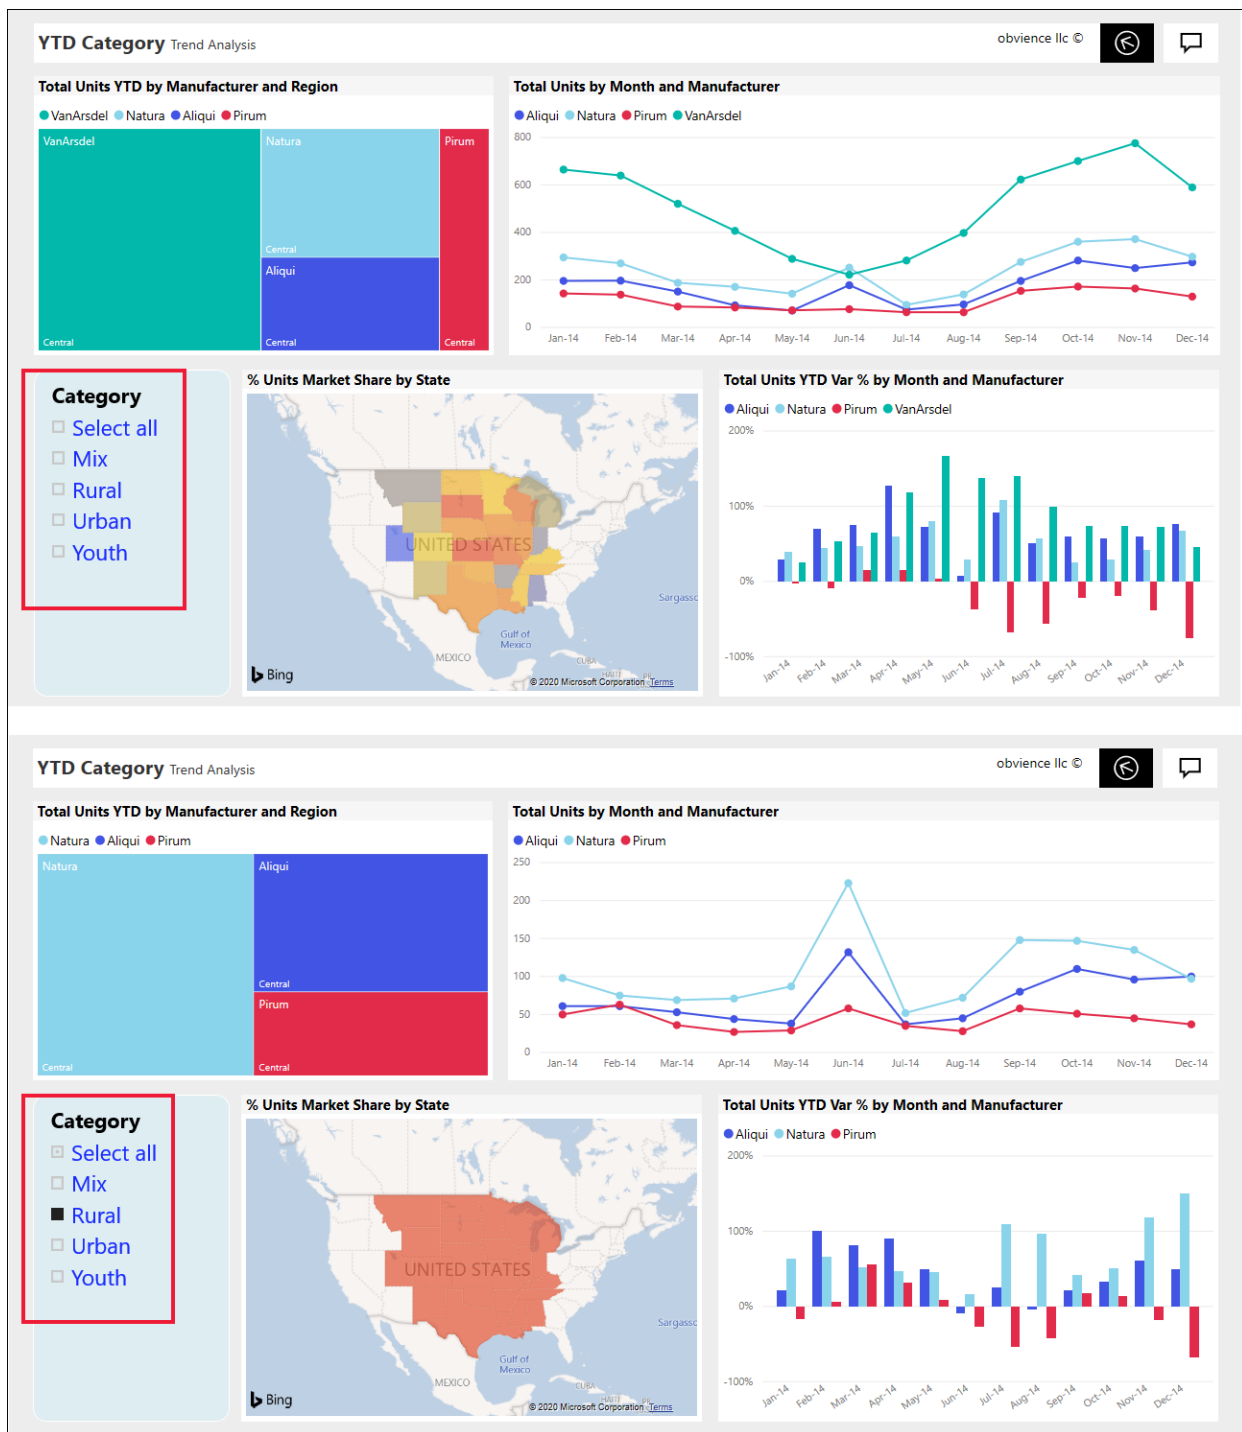 YTD Category Trend Analysis
obvience llc ©
Total Units YTD by Manufacturer and Region
VanArsdel Natura Aliqui Pirum
VanArsdel
Natura
Pirum
Central
Aliqui
Central
Central
Central
Total Units by Month and Manufacturer
Aliqui Natura Pirum VanArsdel
800
600
400
200
0
Jan-14 Feb-14 Mar-14 Apr-14 May-14 Jun-14 Jul-14 Aug-14 Sep-14 Oct-14 Nov-14 Dec-14
Category
Select all
Mix
Rural
Urban
Youth
% Units Market Share by State
UNITED STATES
Sargasso
Gulf of
Mexico
MEXICO
CUBA
HAITI
Bing
© 2020 Microsoft Corporation Terms
Total Units YTD Var % by Month and Manufacturer
Aliqui Natura Pirum VanArsdel
200%
100%
0%
-100%
Jan-14 Feb-14 Mar-14 Apr-14 May-14 Jun-14 Jul-14 Aug-14 Sep-14 Oct-14 Nov-14 Dec-14
YTD Category Trend Analysis
obvience llc ©
Total Units YTD by Manufacturer and Region
Natura Aliqui Pirum
Natura
Aliqui
Central
Pirum
Central
Central
Total Units by Month and Manufacturer
Aliqui Natura Pirum
250
200
150
100
50
0
Jan-14 Feb-14 Mar-14 Apr-14 May-14 Jun-14 Jul-14 Aug-14 Sep-14 Oct-14 Nov-14 Dec-14
Category
Select all
Mix
Rural
Urban
Youth
% Units Market Share by State
UNITED STATES
Sargasso
Gulf of
Mexico
MEXICO
CUBA
HAITI
Bing
© 2020 Microsoft Corporation Terms
Total Units YTD Var % by Month and Manufacturer
Aliqui Natura Pirum
200%
100%
0%
-100%
Jan-14 Feb-14 Mar-14 Apr-14 May-14 Jun-14 Jul-14 Aug-14 Sep-14 Oct-14 Nov-14 Dec-14